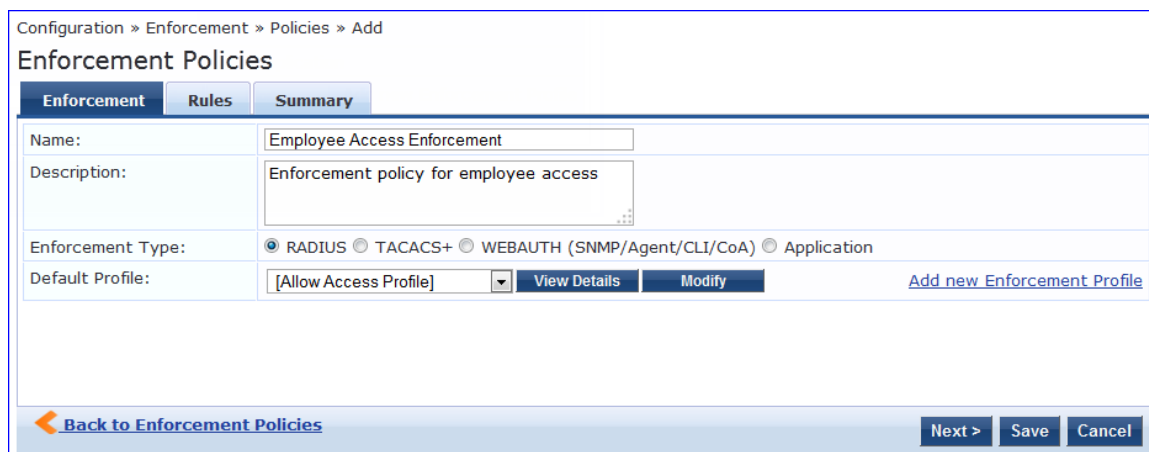 Configuration » Enforcement » Policies » Add
Enforcement Policies
Enforcement Rules Summary
Name: Employee Access Enforcement
Description: Enforcement policy for employee access
Enforcement Type: RADIUS TACACS+ WEBAUTH (SNMP/Agent/CLI/CoA) Application
Default Profile: [Allow Access Profile] View Details Modify Add new Enforcement Profile
Back to Enforcement Policies Next > Save Cancel